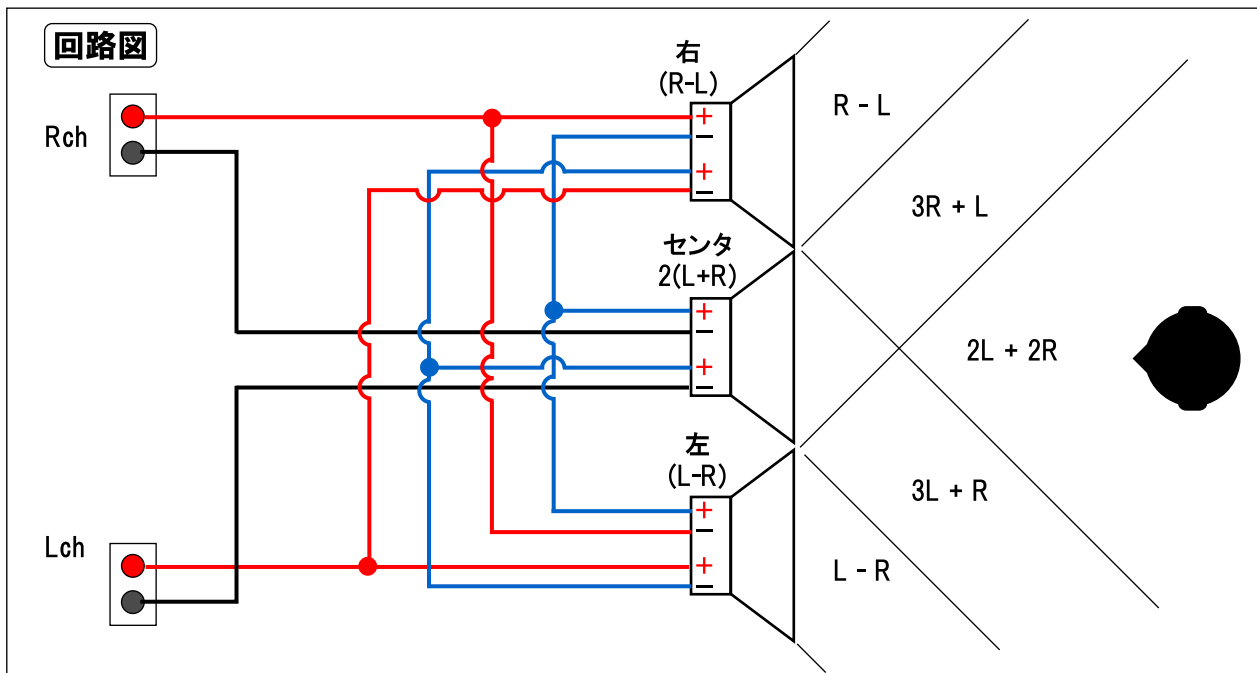 回路図
Rch
Lch
右
(R-L)
+
−
+
−
センタ
2(L+R)
+
−
+
−
左
(L-R)
+
−
+
−
R - L
3R + L
2L + 2R
3L + R
L - R